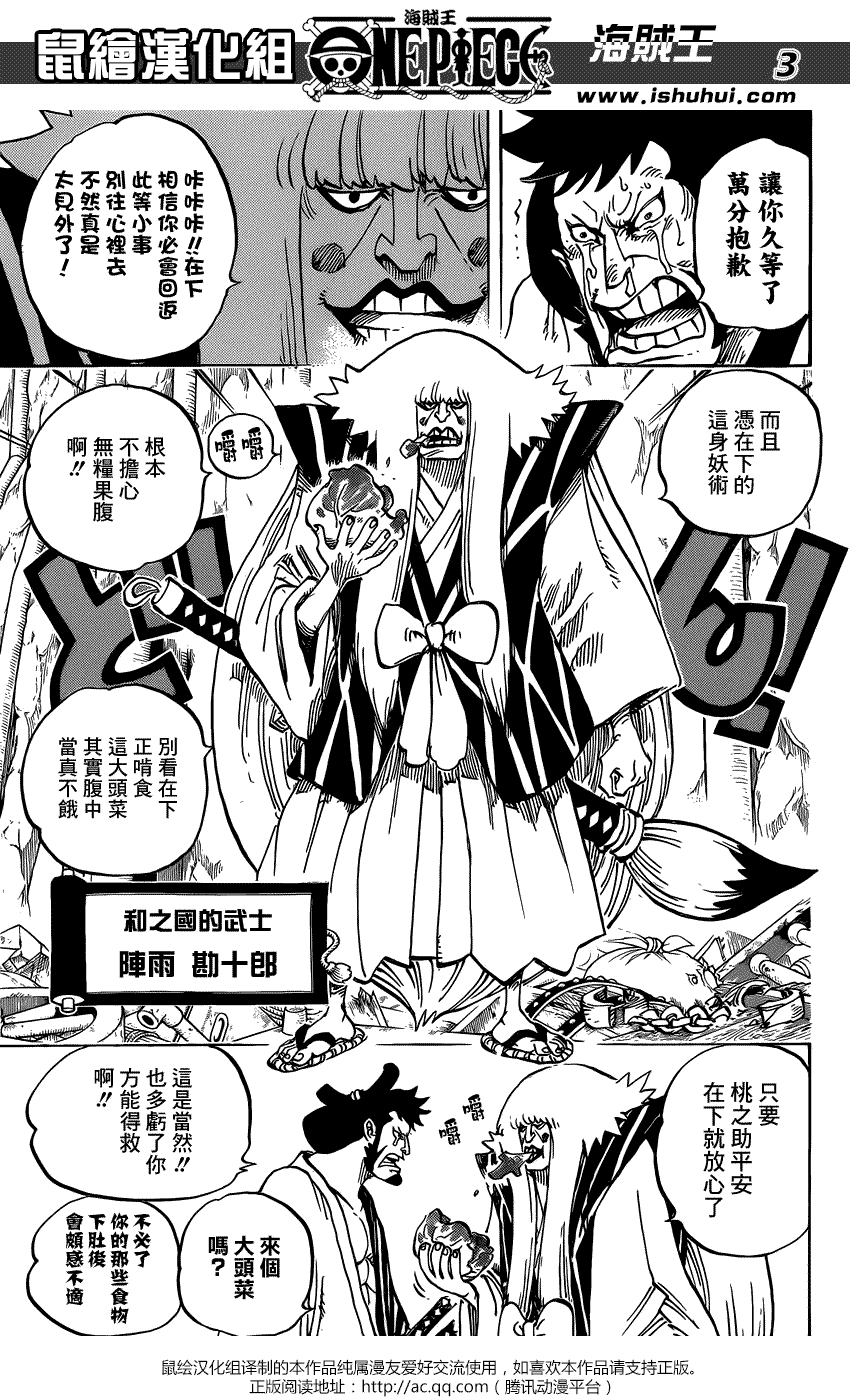 鼠繪漢化組
海賊王
ONE PIECE
海賊王
3
www.ishuhui.com
讓你久等了
萬分抱歉
咔咔咔!!在下
相信你必會回返
此等小事
別往心裡去
不然真是
太見外了!
而且
憑在下的
這身妖術
嚼嚼
根本
不擔心
無糧果腹
啊!!
どん!
別看在下
正啃食
這大頭菜
其實腹中
當真不餓
和之國的武士
陣雨 勘十郎
只要
桃之助平安
在下就放心了
嚼嚼
這是當然!!
也多虧了你
方能得救
啊!!
來個
大頭菜
嗎?
不必了
你的那些食物
下肚後
會頗感不適
鼠绘汉化组译制的本作品纯属漫友爱好交流使用，如喜欢本作品请支持正版。
正版阅读地址：http://ac.qq.com（腾讯动漫平台）